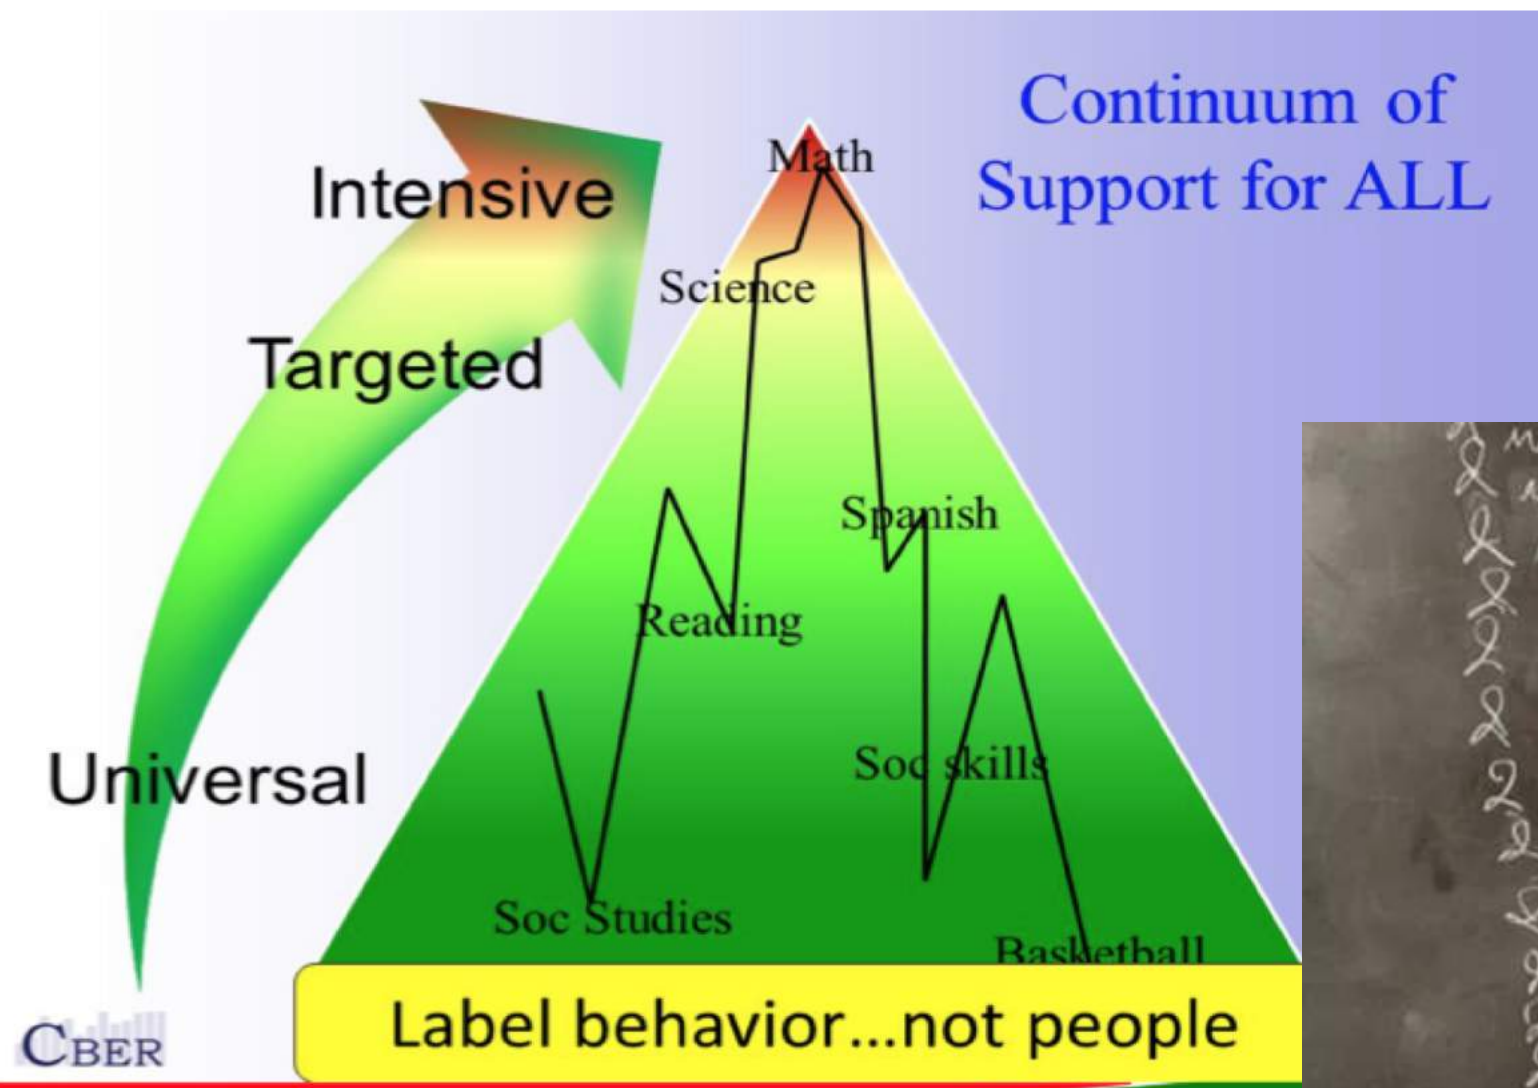 Continuum of
Support for ALL
Intensive
Targeted
Universal
Math
Science
Spanish
Reading
Soc skills
Soc Studies
Basketball
Label behavior...not people
CBER